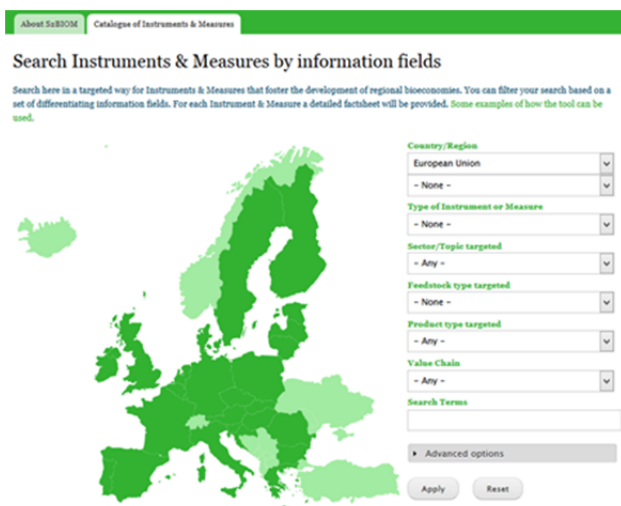 About S2BIOM
Catalogue of Instruments & Measures
Search Instruments & Measures by information fields
Search here in a targeted way for Instruments & Measures that foster the development of regional bioeconomies. You can filter your search based on a
set of differentiating information fields. For each Instrument & Measure a detailed factsheet will be provided. Some examples of how the tool can be
used.
Country/Region
European Union
- None -
Type of Instrument or Measure
- None -
Sector/Topic targeted
- Any -
Feedstock type targeted
- None -
Product type targeted
- Any -
Value Chain
- Any -
Search Terms
Advanced options
Apply
Reset